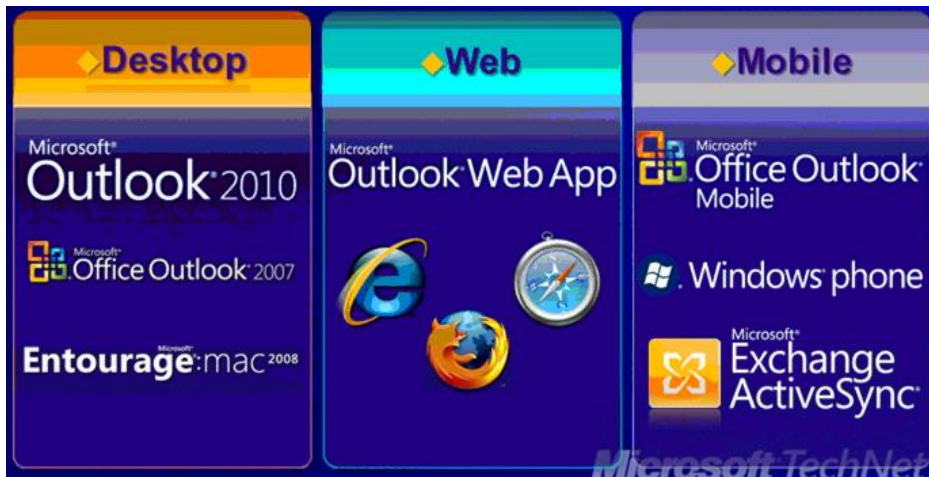 Desktop
Microsoft®
Outlook® 2010
Microsoft®
Office Outlook® 2007
Microsoft®
Entourage®:mac 2008
Web
Microsoft®
Outlook® Web App
Mobile
Microsoft®
Office Outlook®
Mobile
Windows® phone
Microsoft®
Exchange
ActiveSync®
Microsoft TechNet